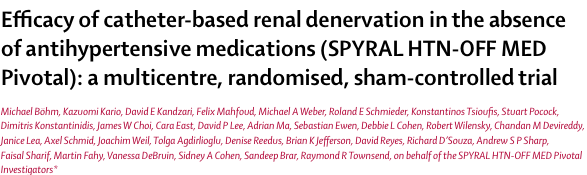 Efficacy of catheter-based renal denervation in the absence
of antihypertensive medications (SPYRAL HTN-OFF MED
Pivotal): a multicentre, randomised, sham-controlled trial
Michael Böhm, Kazuomi Kario, David E Kandzari, Felix Mahfoud, Michael A Weber, Roland E Schmieder, Konstantinos Tsioufis, Stuart Pocock,
Dimitris Konstantinidis, James W Choi, Cara East, David P Lee, Adrian Ma, Sebastian Ewen, Debbie L Cohen, Robert Wilensky, Chandan M Devireddy,
Janice Lea, Axel Schmid, Joachim Weil, Tolga Agdirlioglu, Denise Reedus, Brian K Jefferson, David Reyes, Richard D'Souza, Andrew S P Sharp,
Faisal Sharif, Martin Fahy, Vanessa DeBruin, Sidney A Cohen, Sandeep Brar, Raymond R Townsend, on behalf of the SPYRAL HTN-OFF MED Pivotal
Investigators*